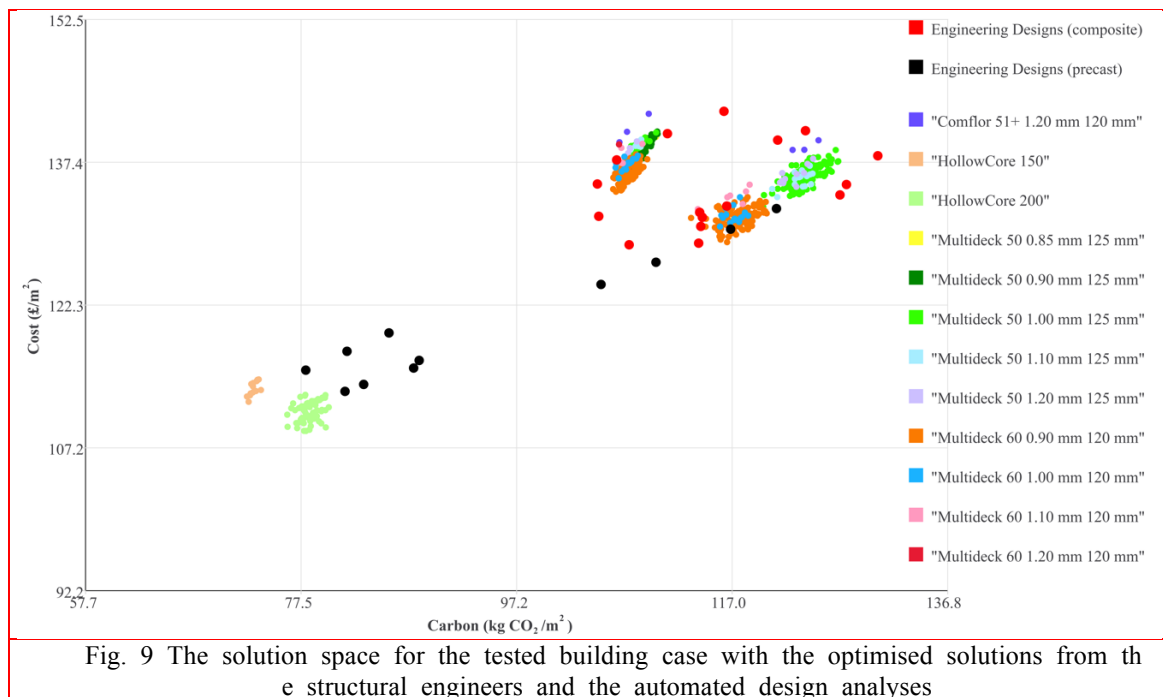 152.5
137.4
122.3
107.2
92.2
Cost (£/m²)
57.7
77.5
97.2
117.0
136.8
Carbon (kg CO₂/m²)
Engineering Designs (composite)
Engineering Designs (precast)
"Comflor 51+ 1.20 mm 120 mm"
"HollowCore 150"
"HollowCore 200"
"Multideck 50 0.85 mm 125 mm"
"Multideck 50 0.90 mm 125 mm"
"Multideck 50 1.00 mm 125 mm"
"Multideck 50 1.10 mm 125 mm"
"Multideck 50 1.20 mm 125 mm"
"Multideck 60 0.90 mm 120 mm"
"Multideck 60 1.00 mm 120 mm"
"Multideck 60 1.10 mm 120 mm"
"Multideck 60 1.20 mm 120 mm"
Fig. 9 The solution space for the tested building case with the optimised solutions from th
e structural engineers and the automated design analyses